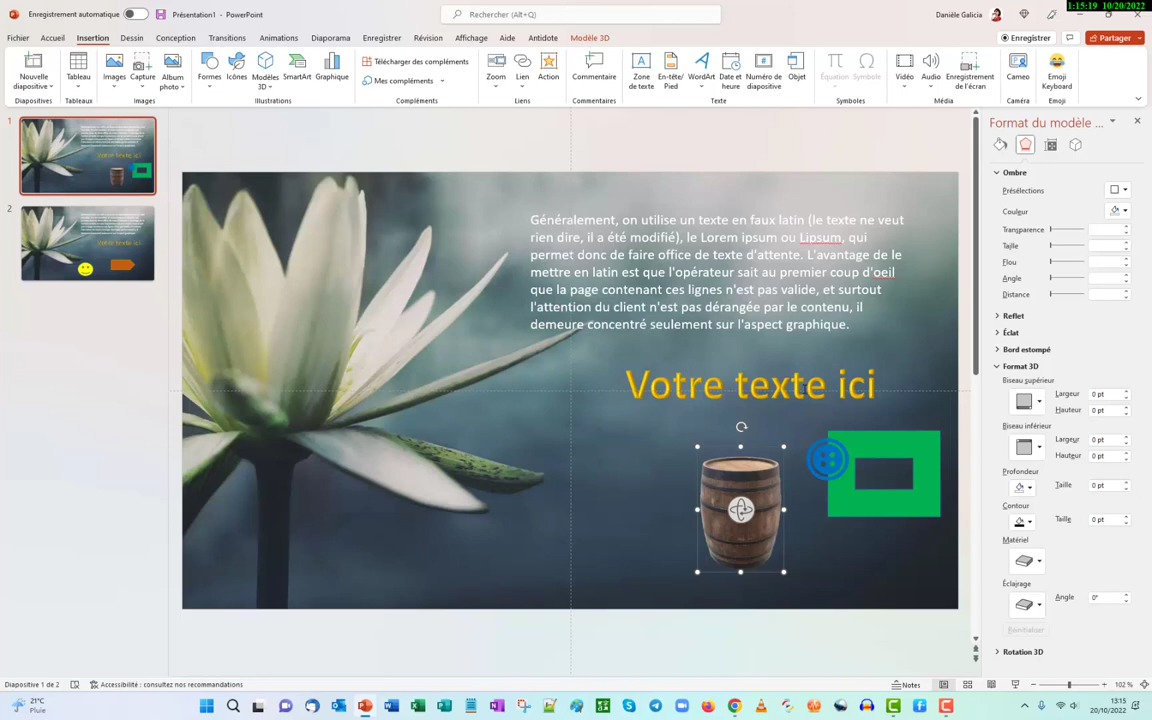 1:15:19 10/20/2022
Enregistrement automatique
Présentation1 - PowerPoint
Rechercher (Alt+Q)
Danièle Galicia
Fichier Accueil Insertion Dessin Conception Transitions Animations Diaporama Enregistrer Révision Affichage Aide Antidote Modèle 3D
Enregistrer
Partager
Nouvelle diapositive
Tableau
Images
Capture
Album photo
Formes
Icônes
Modèles 3D
SmartArt
Graphique
Télécharger des compléments
Mes compléments
Zoom
Lien
Action
Commentaire
Zone de texte
En-tête/Pied
WordArt
Date et heure
Numéro de diapositive
Objet
Équation
Symbole
Vidéo
Audio
Enregistrement de l'écran
Cameo
Emoji Keyboard
Diapositives Tableaux Images Illustrations Compléments Liens Commentaires Texte Symboles Média Caméra Emoji
1
2
Généralement, on utilise un texte en faux latin (le texte ne veut
rien dire, il a été modifié), le Lorem ipsum ou Lipsum, qui
permet donc de faire office de texte d'attente. L'avantage de le
mettre en latin est que l'opérateur sait au premier coup d'oeil
que la page contenant ces lignes n'est pas valide, et surtout
l'attention du client n'est pas dérangée par le contenu, il
demeure concentré seulement sur l'aspect graphique.
Votre texte ici
Format du modèle ...
Ombre
Présélections
Couleur
Transparence
Taille
Flou
Angle
Distance
Reflet
Éclat
Bord estompé
Format 3D
Biseau supérieur
Largeur 0 pt
Hauteur 0 pt
Biseau inférieur
Largeur 0 pt
Hauteur 0 pt
Profondeur
Taille 0 pt
Contour
Taille 0 pt
Matériel
Éclairage
Angle 0°
Réinitialiser
Rotation 3D
Diapositive 1 de 2
Accessibilité : consultez nos recommandations
Notes
102 %
21°C
Pluie
13:15
20/10/2022